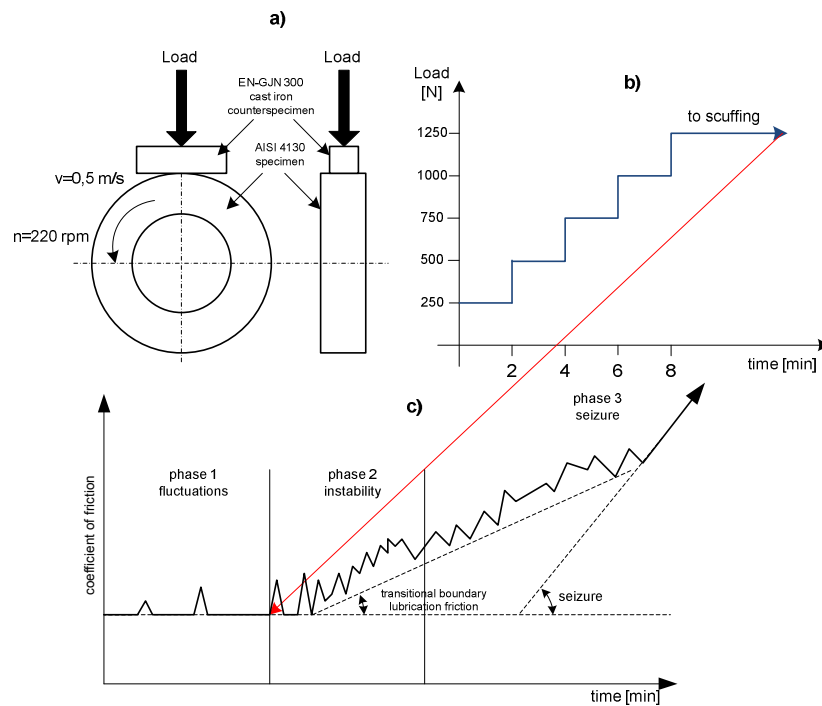 a)
Load
Load
EN-GJN 300
cast iron
counterspecimen
AISI 4130
specimen
v=0,5 m/s
n=220 rpm
b)
Load
[N]
1250
1000
750
500
250
to scuffing
2
4
6
8
time [min]
c)
coefficient of friction
phase 1
fluctuations
phase 2
instability
phase 3
seizure
transitional boundary
lubrication friction
seizure
time [min]